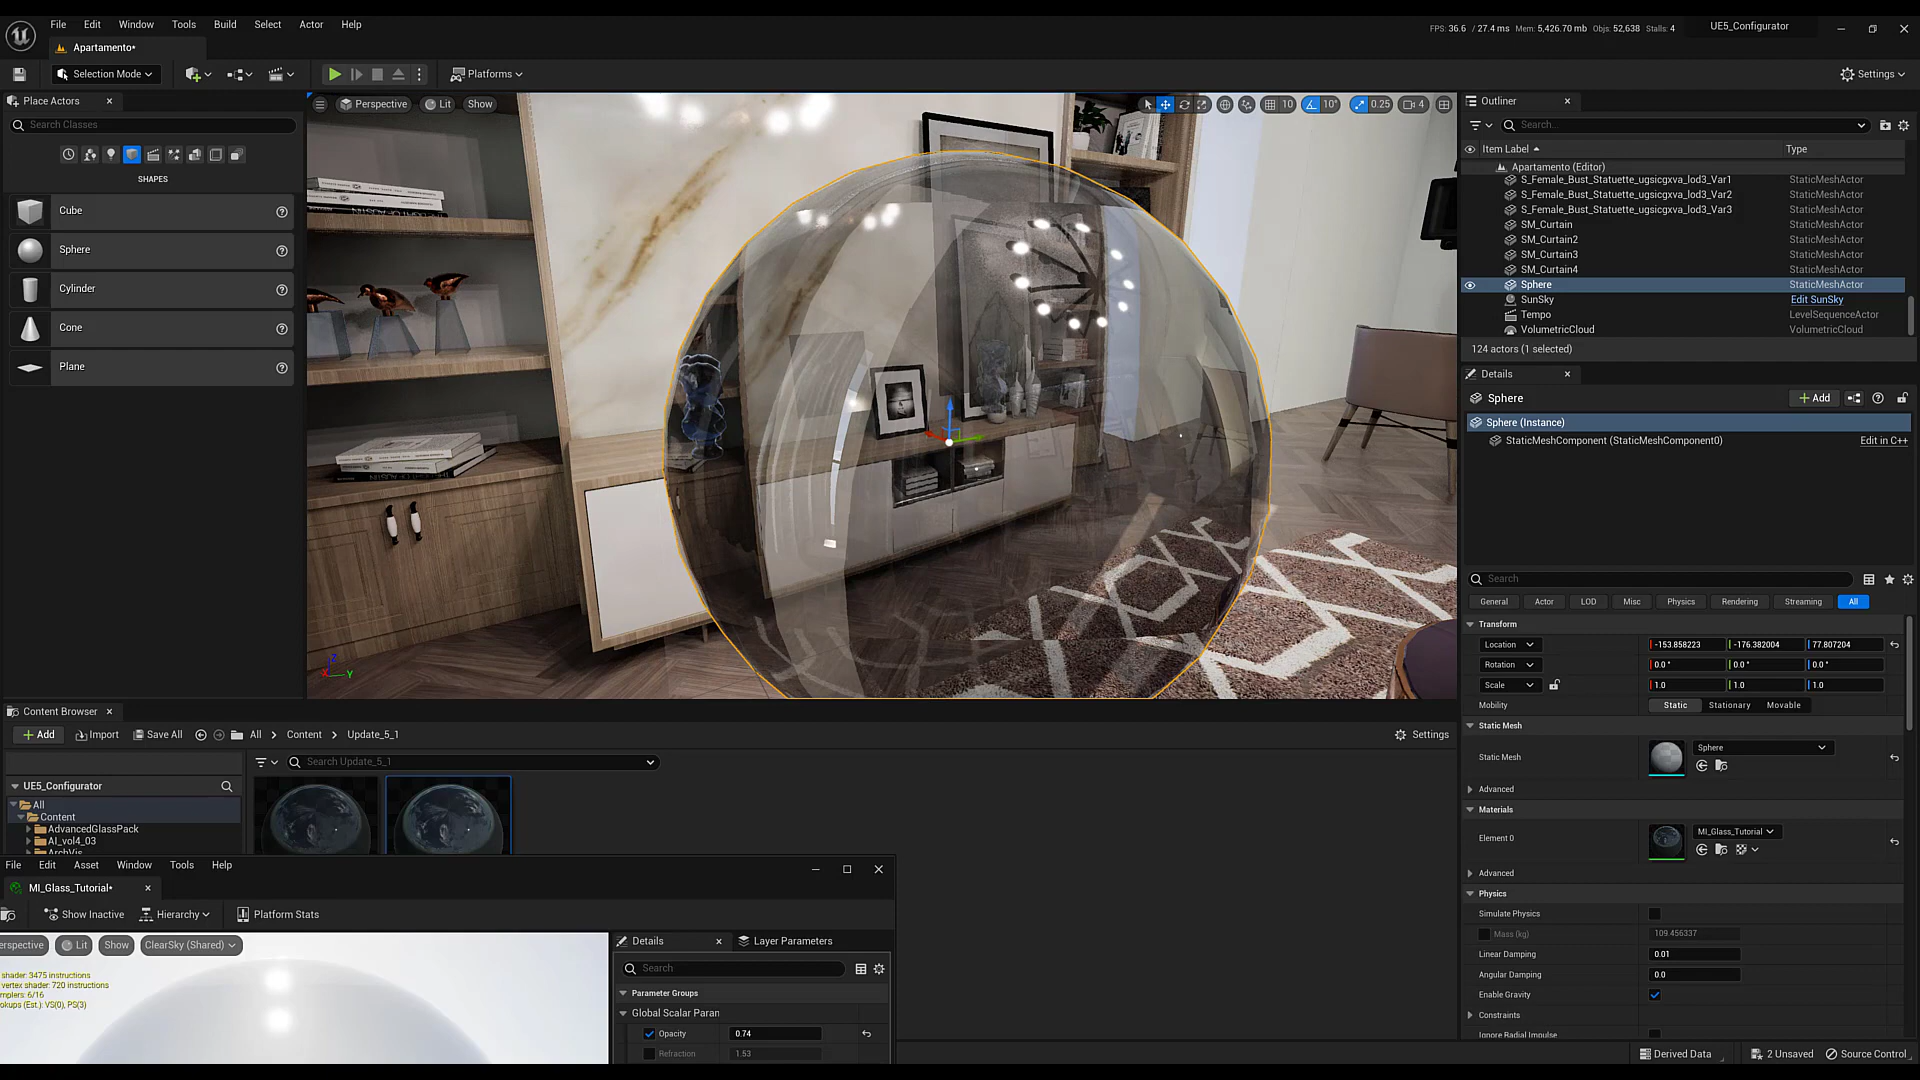 File Edit Window Tools Build Select Actor Help
FPS: 36.6 / 27.4 ms Mem: 5,426.70 mb Objs: 52,638 Stalls: 4
UE5_Configurator
Apartamento*
Selection Mode
Platforms
Settings
Place Actors
Search Classes
SHAPES
Cube
Sphere
Cylinder
Cone
Plane
Perspective Lit Show
10 10° 0.25 4
Z
X Y
Outliner
Search...
Item Label Type
Apartamento (Editor)
S_Female_Bust_Statuette_ugsicgxva_lod3_Var1 StaticMeshActor
S_Female_Bust_Statuette_ugsicgxva_lod3_Var2 StaticMeshActor
S_Female_Bust_Statuette_ugsicgxva_lod3_Var3 StaticMeshActor
SM_Curtain StaticMeshActor
SM_Curtain2 StaticMeshActor
SM_Curtain3 StaticMeshActor
SM_Curtain4 StaticMeshActor
Sphere StaticMeshActor
SunSky Edit SunSky
Tempo LevelSequenceActor
VolumetricCloud VolumetricCloud
124 actors (1 selected)
Details
Sphere
Add
Sphere (Instance)
StaticMeshComponent (StaticMeshComponent0) Edit in C++
Search
General Actor LOD Misc Physics Rendering Streaming All
Transform
Location -153.858223 -176.382004 77.807204
Rotation 0.0° 0.0° 0.0°
Scale 1.0 1.0 1.0
Mobility Static Stationary Movable
Static Mesh
Static Mesh Sphere
Advanced
Materials
Element 0 MI_Glass_Tutorial
Advanced
Physics
Simulate Physics
Mass (kg) 109.456337
Linear Damping 0.01
Angular Damping 0.0
Enable Gravity
Constraints
Ignore Radial Impulse
Derived Data 2 Unsaved Source Control
Content Browser
Add Import Save All All Content Update_5_1 Settings
Search Update_5_1
UE5_Configurator
All
Content
AdvancedGlassPack
AI_vol4_03
ArchVis
File Edit Asset Window Tools Help
MI_Glass_Tutorial*
Show Inactive Hierarchy Platform Stats
erspective Lit Show ClearSky (Shared)
shader: 3475 instructions
vertex shader: 720 instructions
mplers: 6/16
ookups (Est.): VS(0), PS(3)
Details Layer Parameters
Search
Parameter Groups
Global Scalar Paran
Opacity 0.74
Refraction 1.53